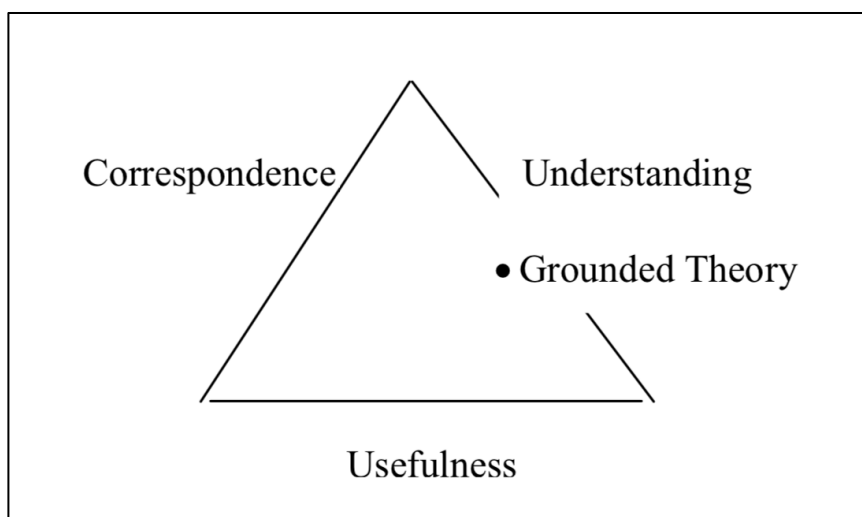 Correspondence
Understanding
• Grounded Theory
Usefulness